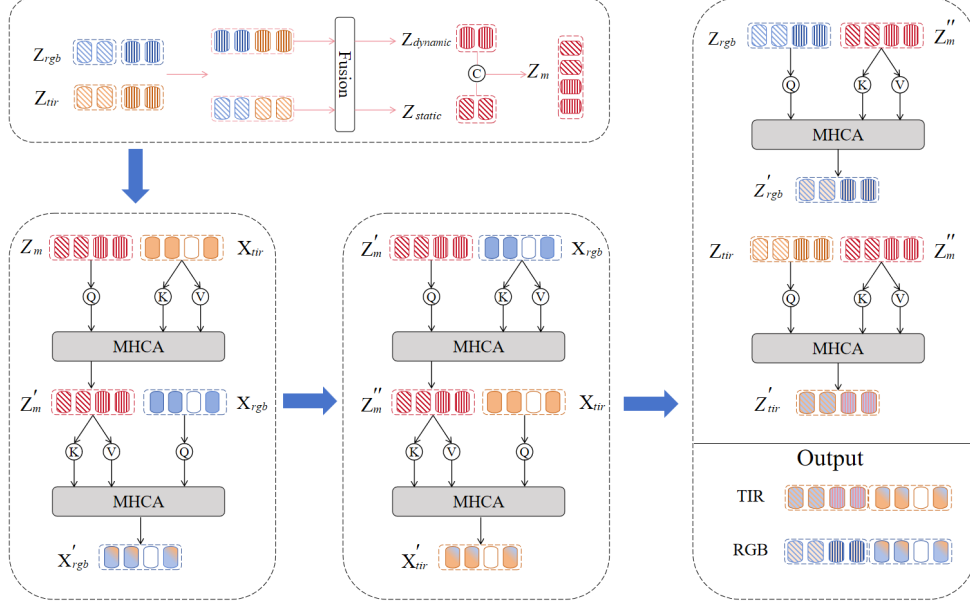 Z_rgb
Z_tir
Fusion
Z_dynamic
C
Z_static
Z_m
Z_m
X_tir
Q
K
V
MHCA
Z'_m
X_rgb
K
V
Q
MHCA
X'_rgb
Z'_m
X_rgb
Q
K
V
MHCA
Z''_m
X_tir
K
V
Q
MHCA
X'_tir
Z_rgb
Z''_m
Q
K
V
MHCA
Z'_rgb
Z_tir
Z''_m
Q
K
V
MHCA
Z'_tir
Output
TIR
RGB